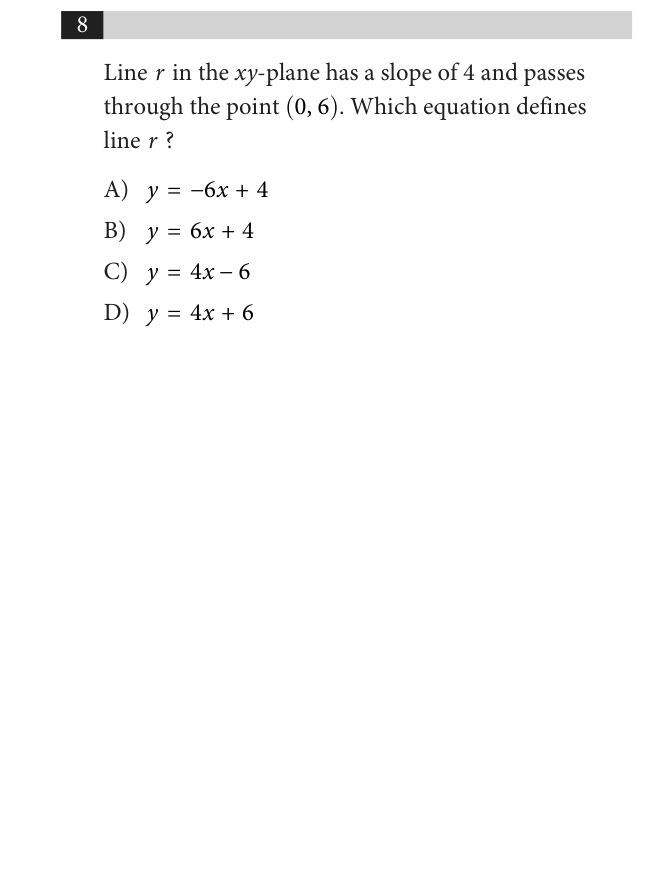 8
Line r in the xy-plane has a slope of 4 and passes
through the point (0, 6). Which equation defines
line r ?
A) y = −6x + 4
B) y = 6x + 4
C) y = 4x − 6
D) y = 4x + 6